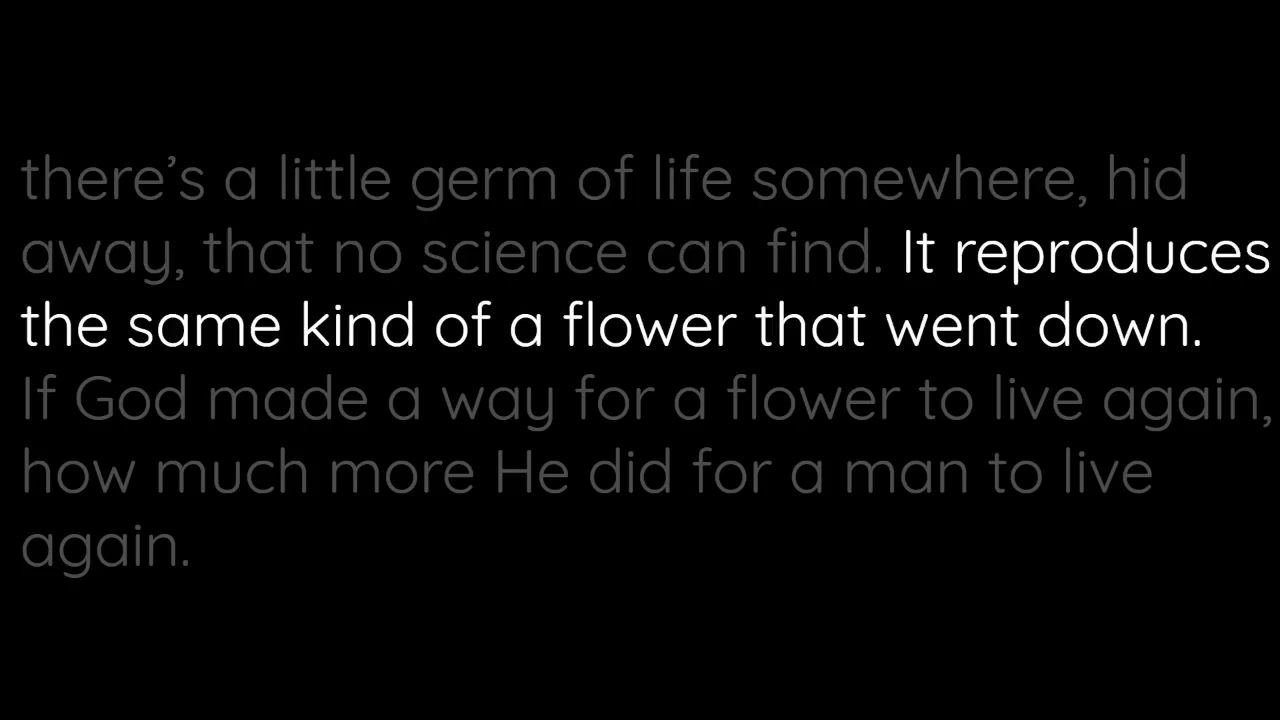 there’s a little germ of life somewhere, hid
away, that no science can find. It reproduces
the same kind of a flower that went down.
If God made a way for a flower to live again,
how much more He did for a man to live
again.